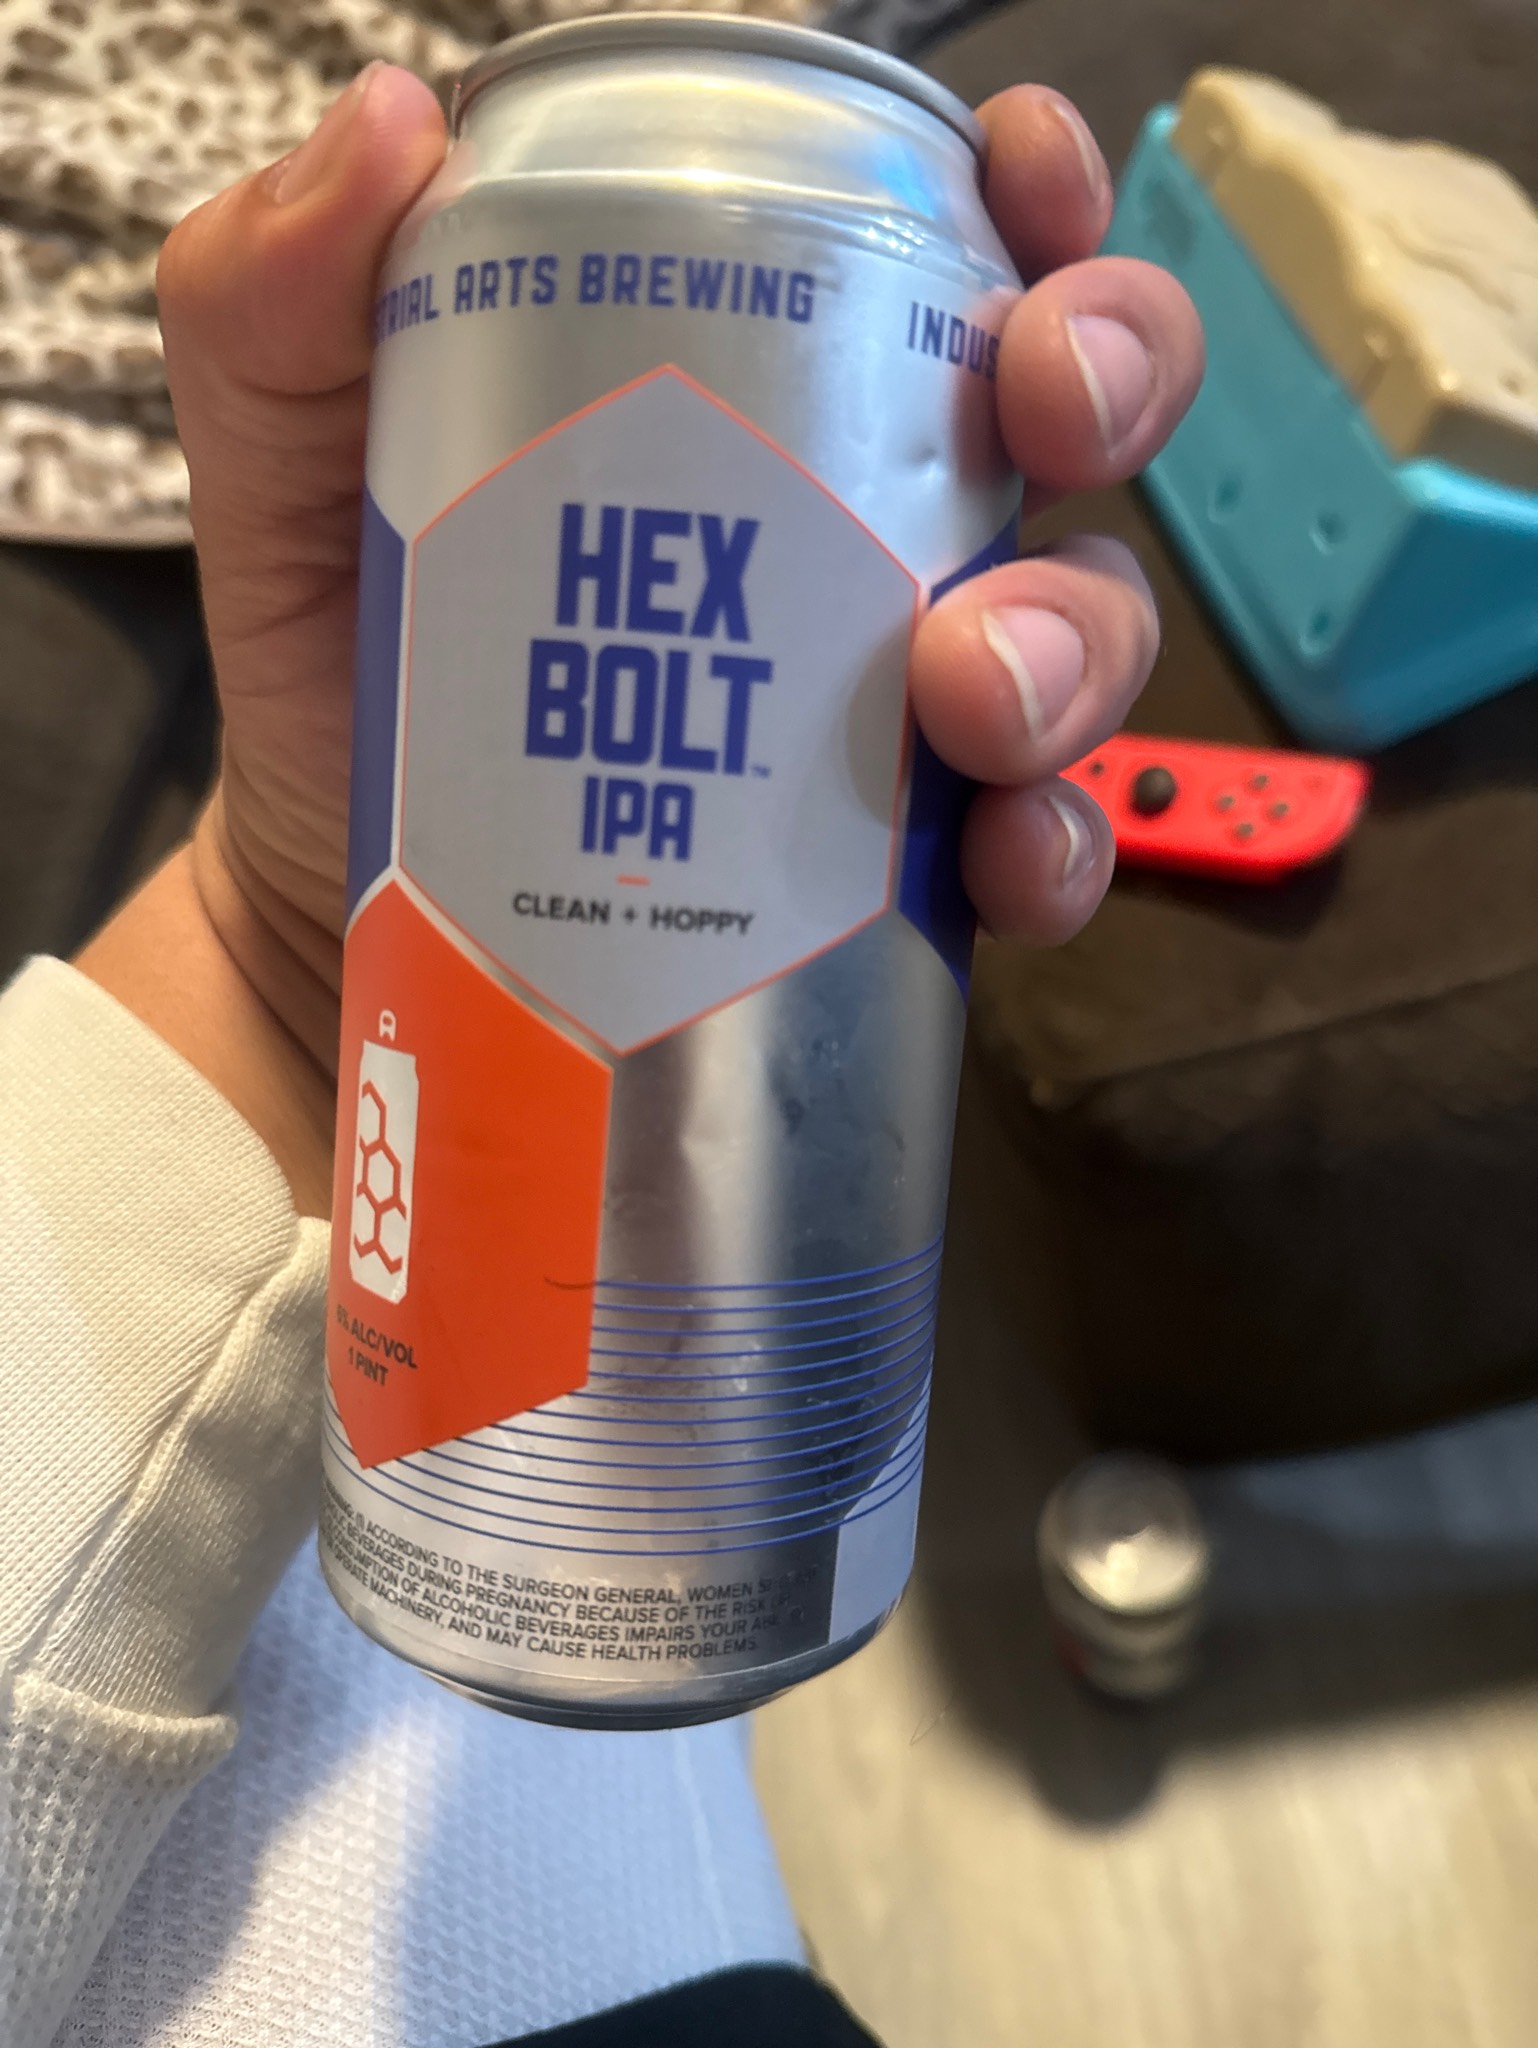 TRIAL ARTS BREWING
INDUS
HEX
BOLT™
IPA
CLEAN + HOPPY
6% ALC/VOL
1 PINT
ACCORDING TO THE SURGEON GENERAL, WOMEN
BEVERAGES DURING PREGNANCY BECAUSE OF THE RISK
CONSUMPTION OF ALCOHOLIC BEVERAGES IMPAIRS YOUR
OPERATE MACHINERY, AND MAY CAUSE HEALTH PROBLEMS.